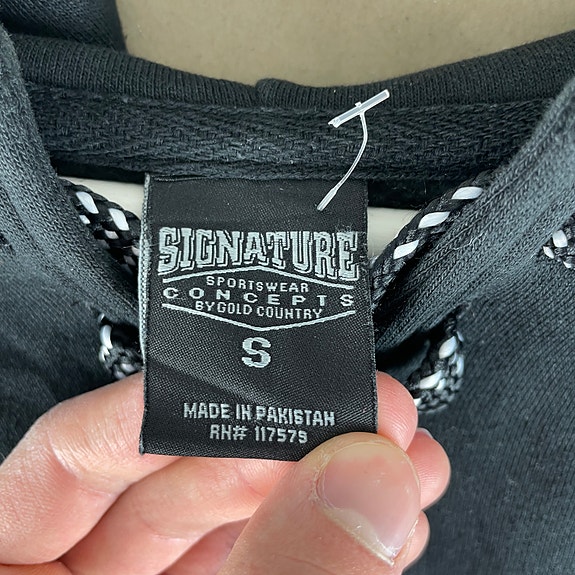 SIGNATURE
SPORTSWEAR
CONCEPTS
BY GOLD COUNTRY
S
MADE IN PAKISTAN
RN# 117579